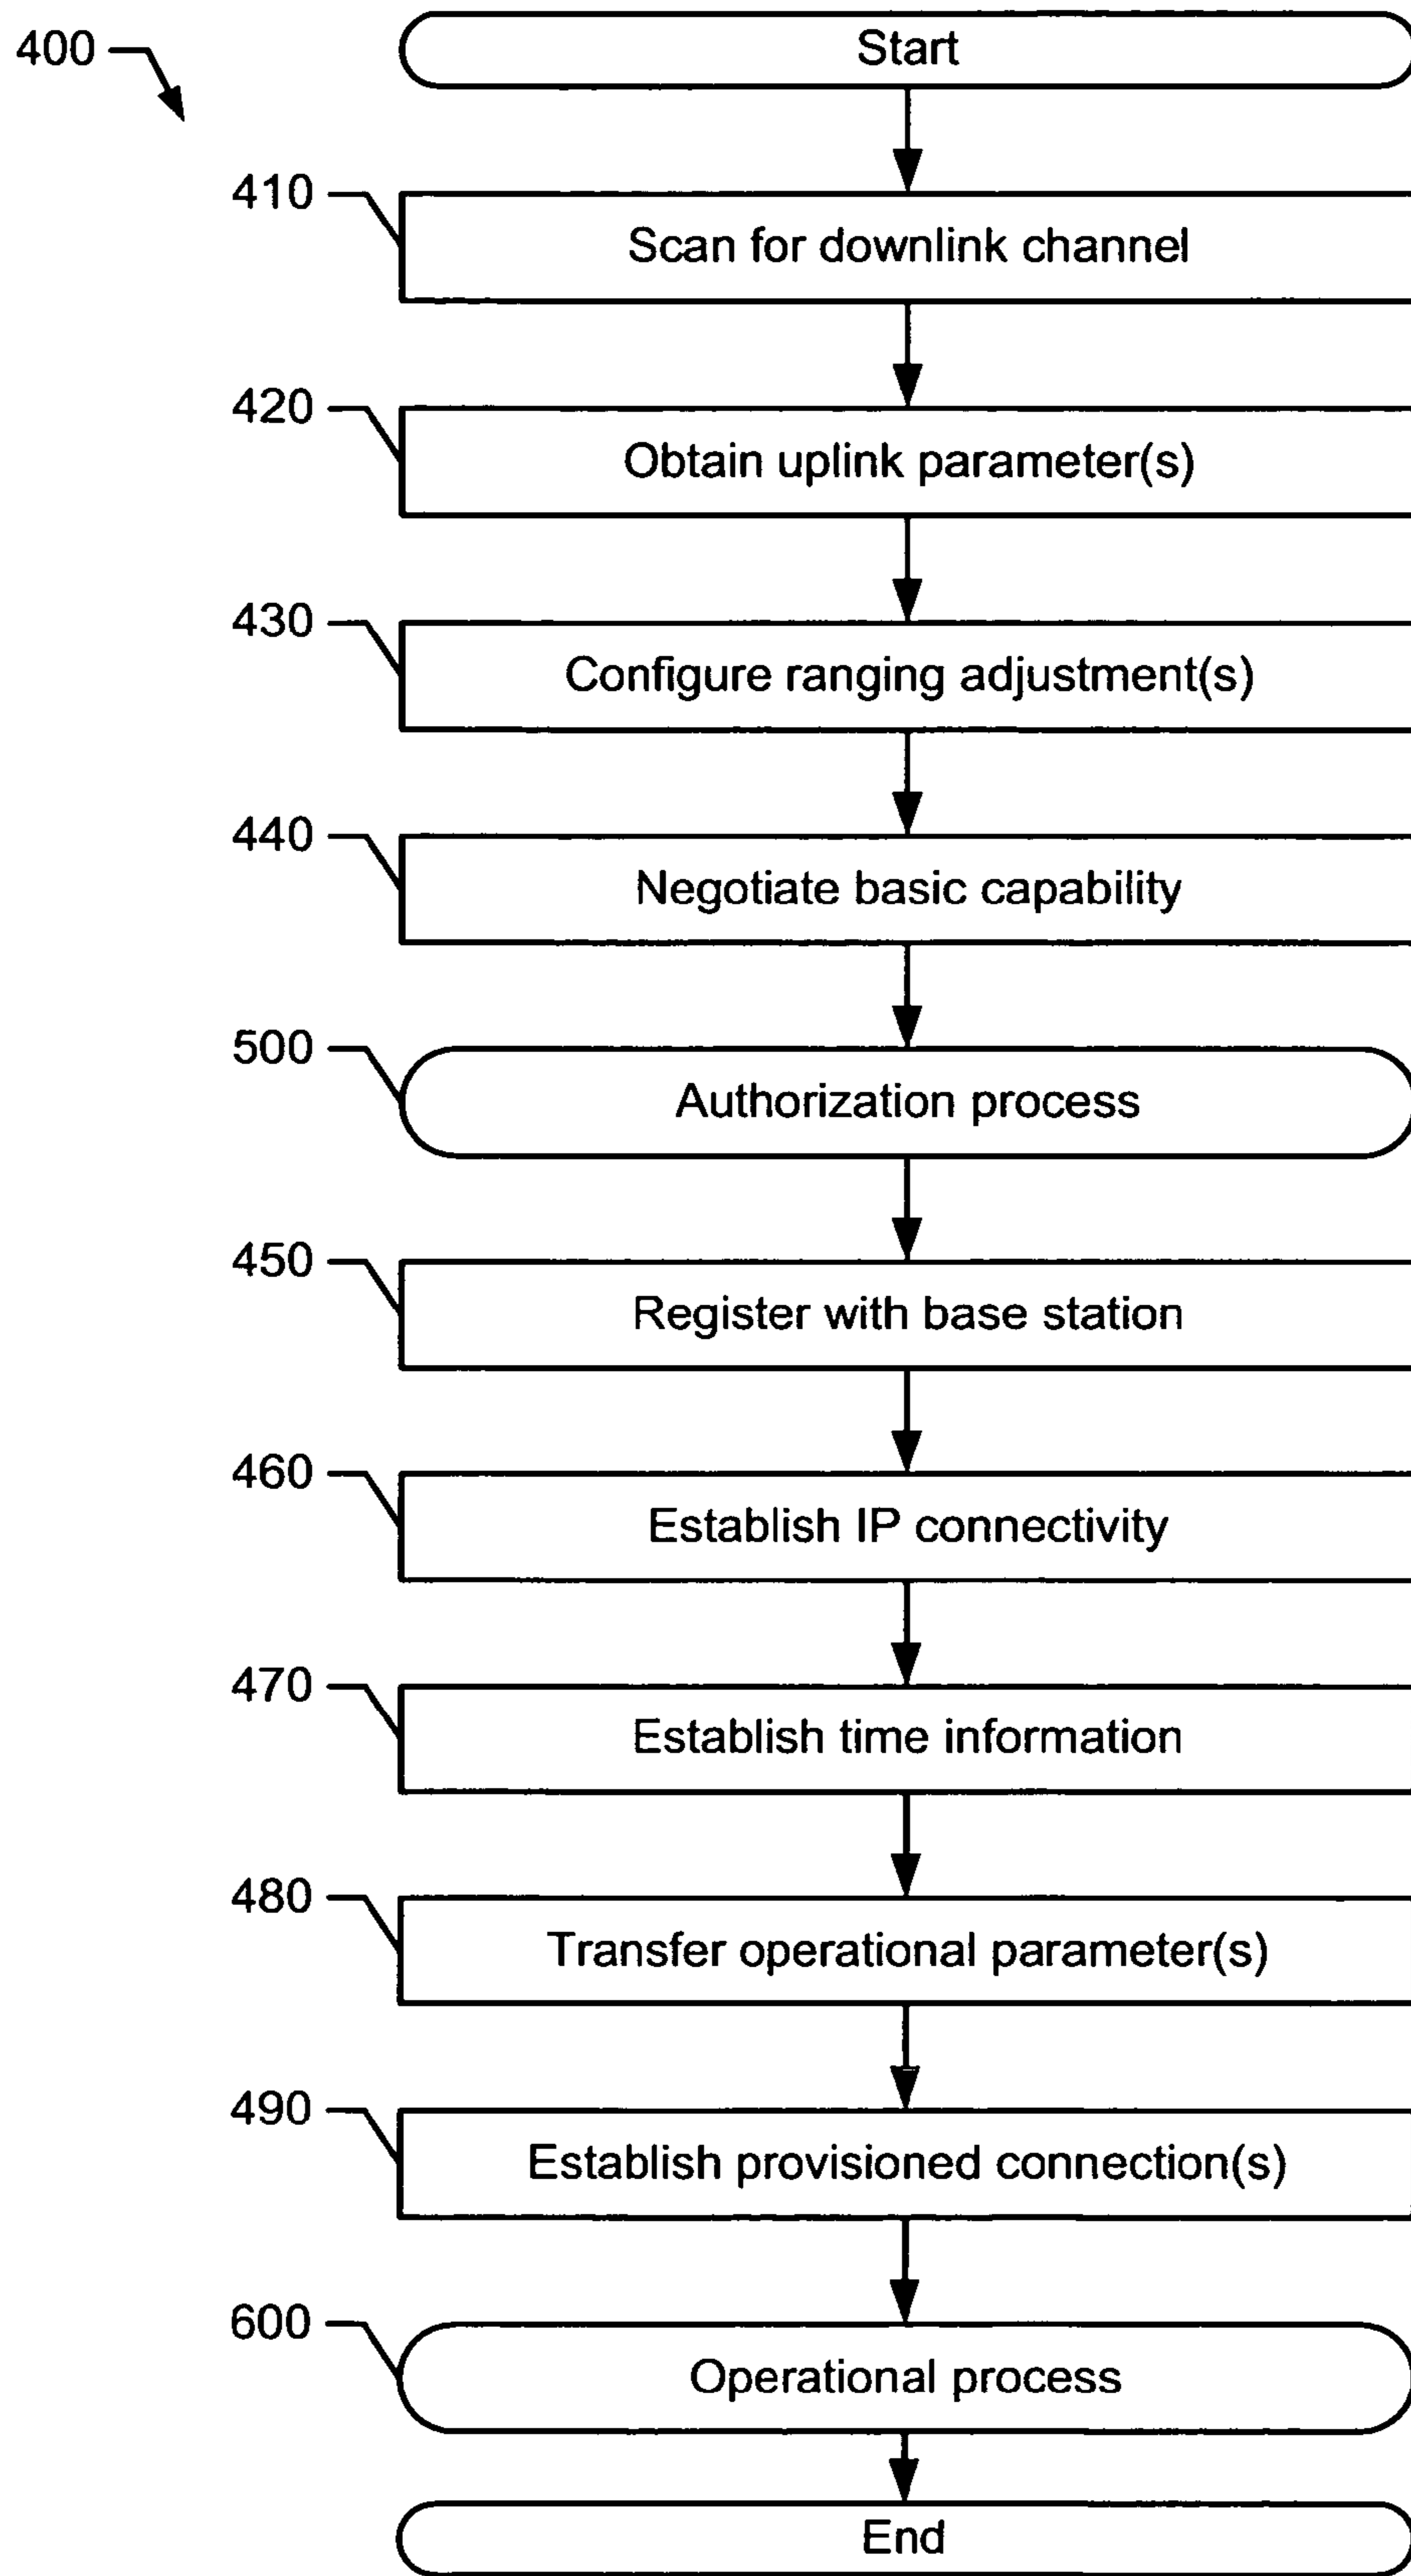 400
Start
410
Scan for downlink channel
420
Obtain uplink parameter(s)
430
Configure ranging adjustment(s)
440
Negotiate basic capability
500
Authorization process
450
Register with base station
460
Establish IP connectivity
470
Establish time information
480
Transfer operational parameter(s)
490
Establish provisioned connection(s)
600
Operational process
End